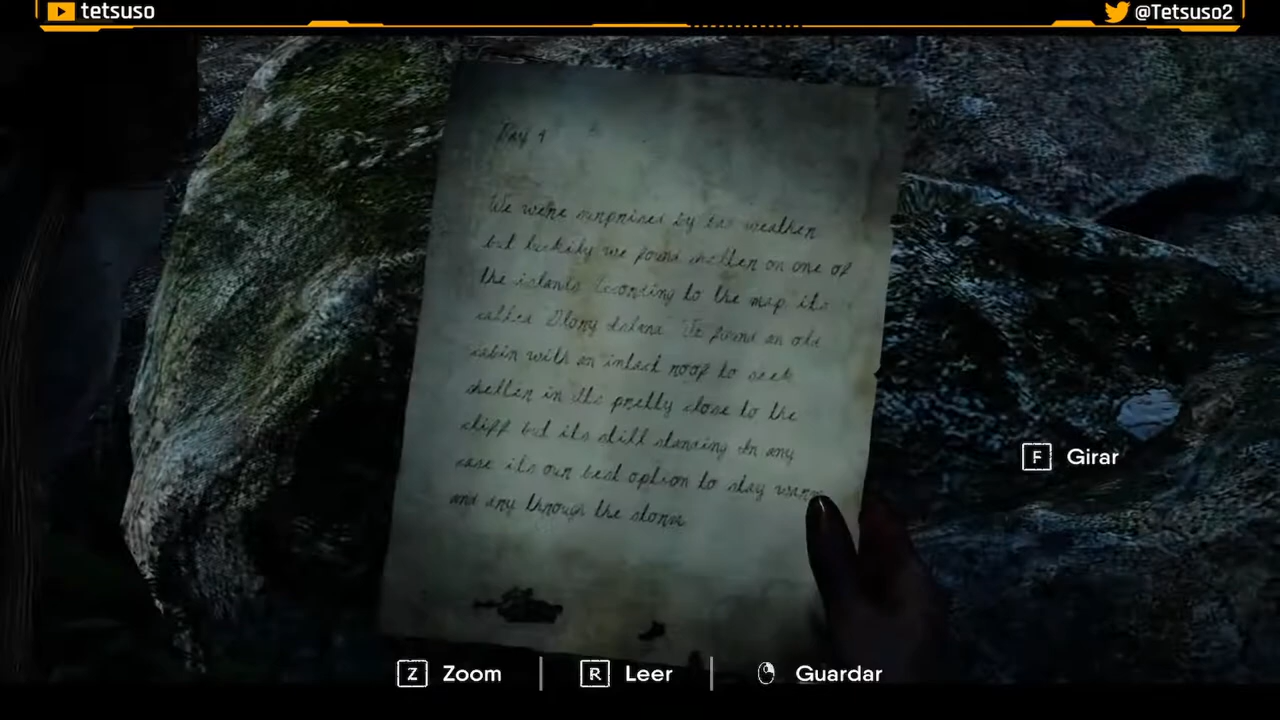 tetsuso
@Tetsuso2
Day 4
We were surprised by bad weather
but luckily we found shelter on one of
the islands According to the map its
called Stony Island We found an old
cabin with an intact roof to seek
shelter in Its pretty close to the
cliff but its still standing In any
case its our best option to stay warm
and dry through the storm
F Girar
Z Zoom
R Leer
Guardar